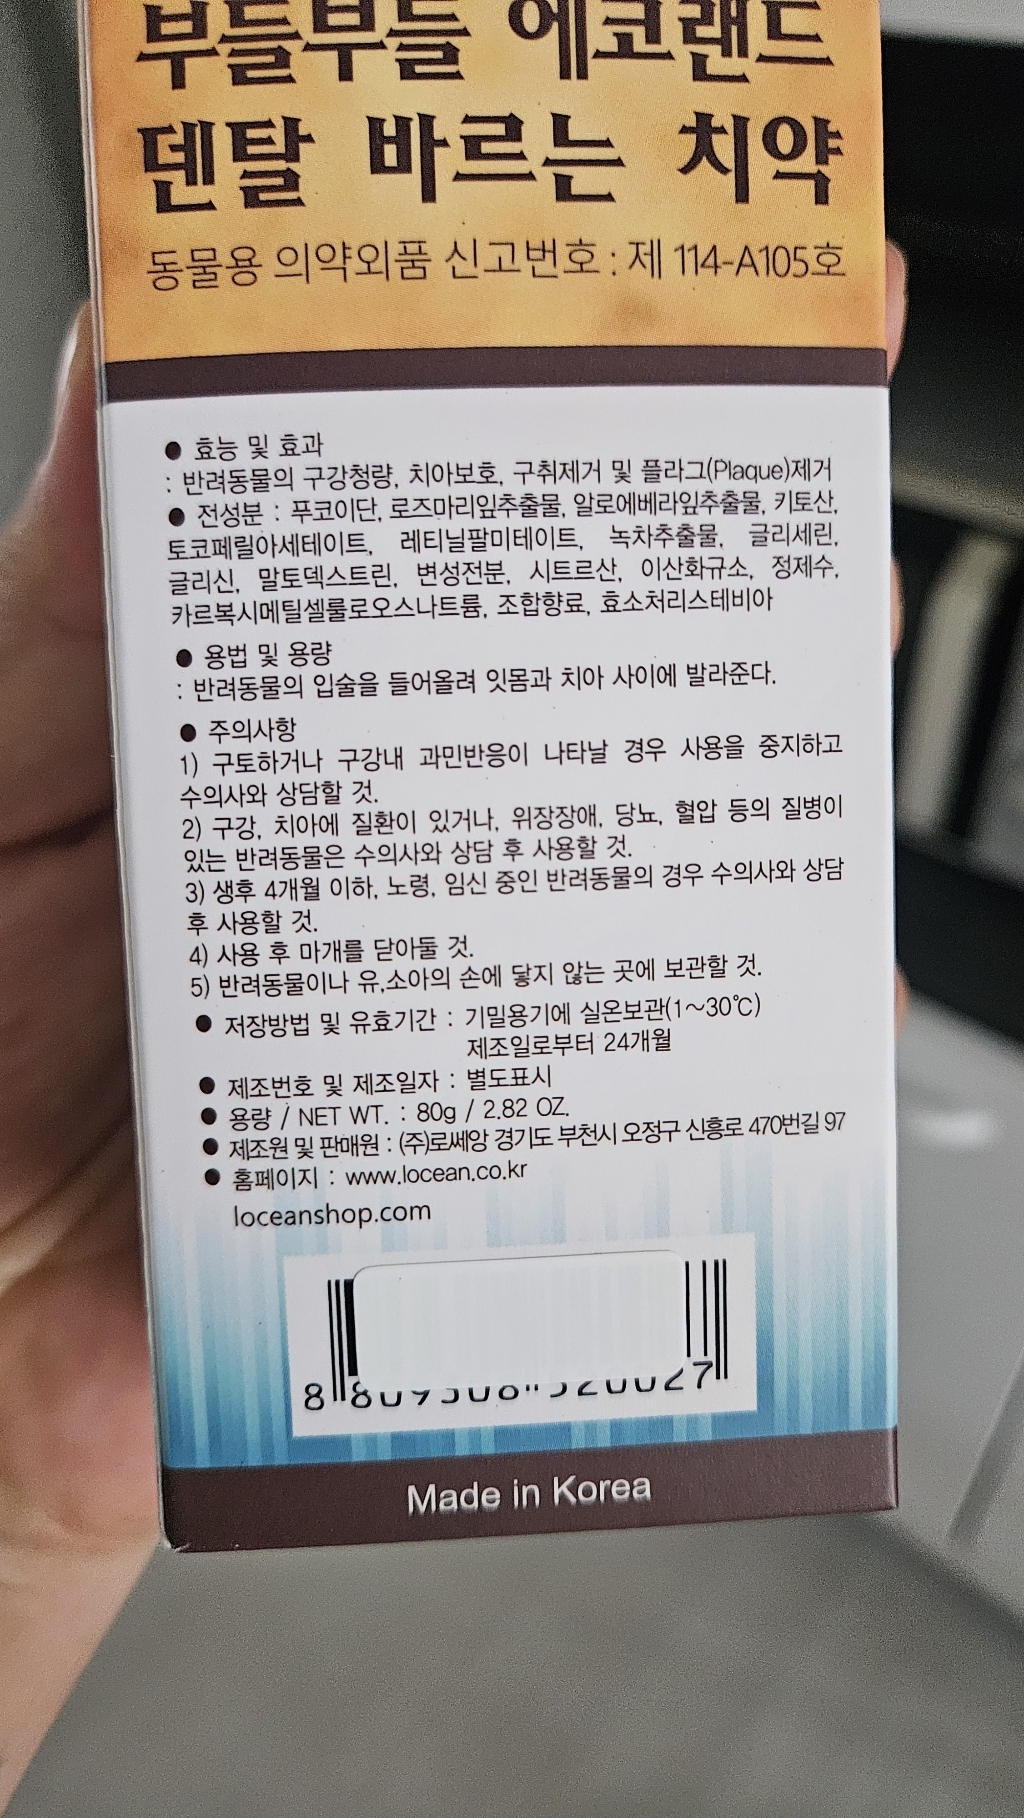 부들부들 에코랜드
덴탈 바르는 치약
동물용 의약외품 신고번호 : 제 114-A105호
● 효능 및 효과
: 반려동물의 구강청량, 치아보호, 구취제거 및 플라그(Plaque)제거
● 전성분 : 푸코이단, 로즈마리잎추출물, 알로에베라잎추출물, 키토산,
토코페릴아세테이트, 레티닐팔미테이트, 녹차추출물, 글리세린,
글리신, 말토덱스트린, 변성전분, 시트르산, 이산화규소, 정제수,
카르복시메틸셀룰로오스나트륨, 조합향료, 효소처리스테비아
● 용법 및 용량
: 반려동물의 입술을 들어올려 잇몸과 치아 사이에 발라준다.
● 주의사항
1) 구토하거나 구강내 과민반응이 나타날 경우 사용을 중지하고
수의사와 상담할 것.
2) 구강, 치아에 질환이 있거나, 위장장애, 당뇨, 혈압 등의 질병이
있는 반려동물은 수의사와 상담 후 사용할 것.
3) 생후 4개월 이하, 노령, 임신 중인 반려동물의 경우 수의사와 상담
후 사용할 것.
4) 사용 후 마개를 닫아둘 것.
5) 반려동물이나 유,소아의 손에 닿지 않는 곳에 보관할 것.
● 저장방법 및 유효기간 : 기밀용기에 실온보관(1~30℃)
제조일로부터 24개월
● 제조번호 및 제조일자 : 별도표시
● 용량 / NET WT. : 80g / 2.82 OZ.
● 제조원 및 판매원 : (주)로쎄앙 경기도 부천시 오정구 신흥로 470번길 97
● 홈페이지 : www.locean.co.kr
loceanshop.com
Made in Korea